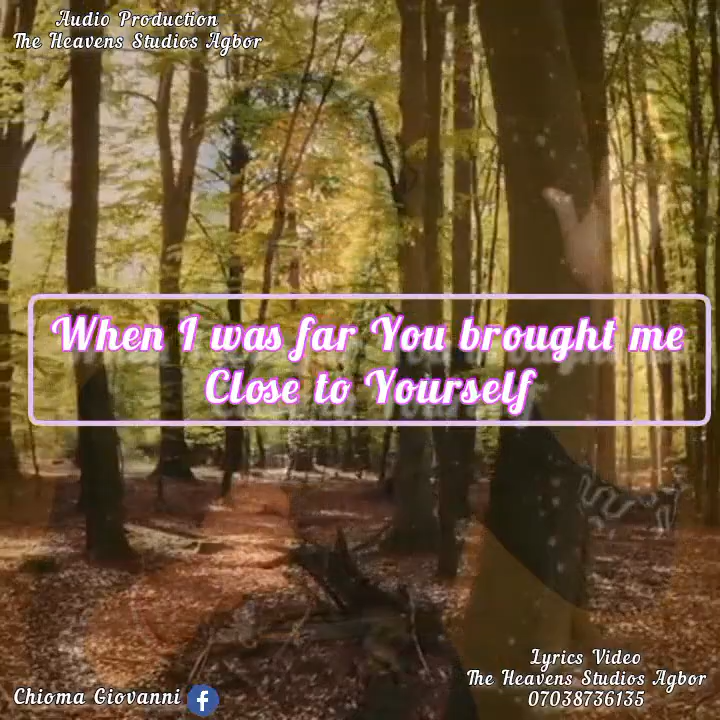 Audio Production
The Heavens Studios Agbor
When I was far You brought me
Close to Yourself
Lyrics Video
The Heavens Studios Agbor
07038736135
Chioma Giovanni